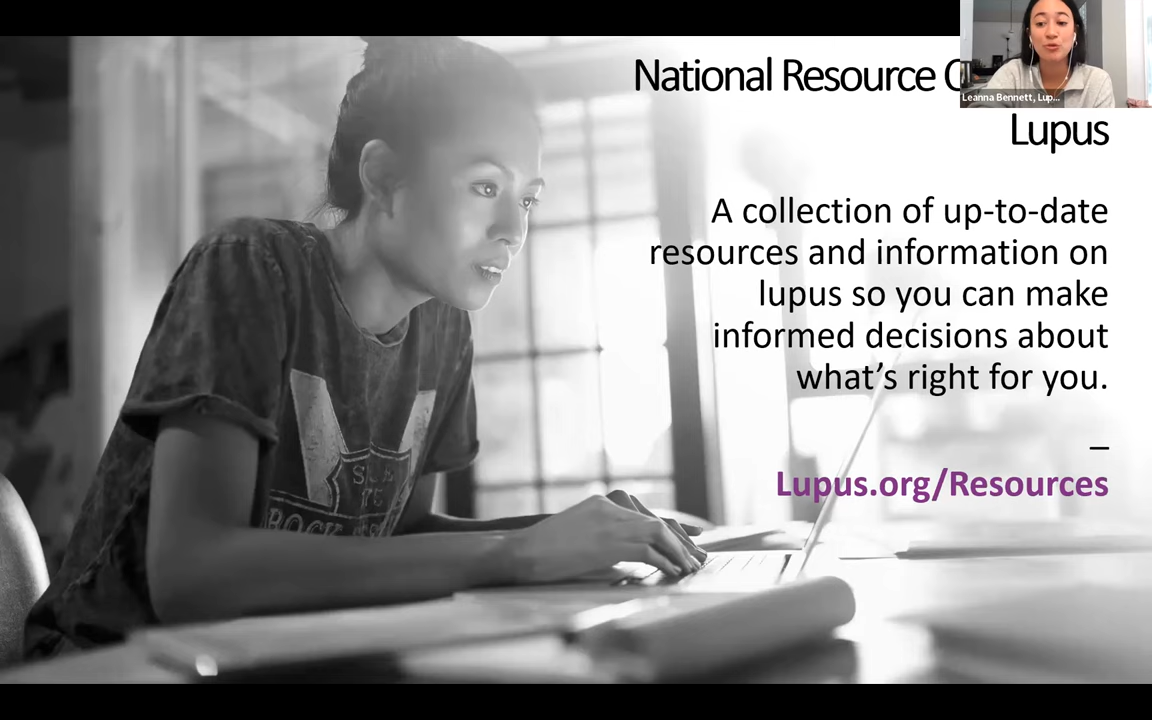 National Resource C
Lupus
A collection of up-to-date
resources and information on
lupus so you can make
informed decisions about
what's right for you.
–
Lupus.org/Resources
Leanna Bennett, Lup...
ROCK